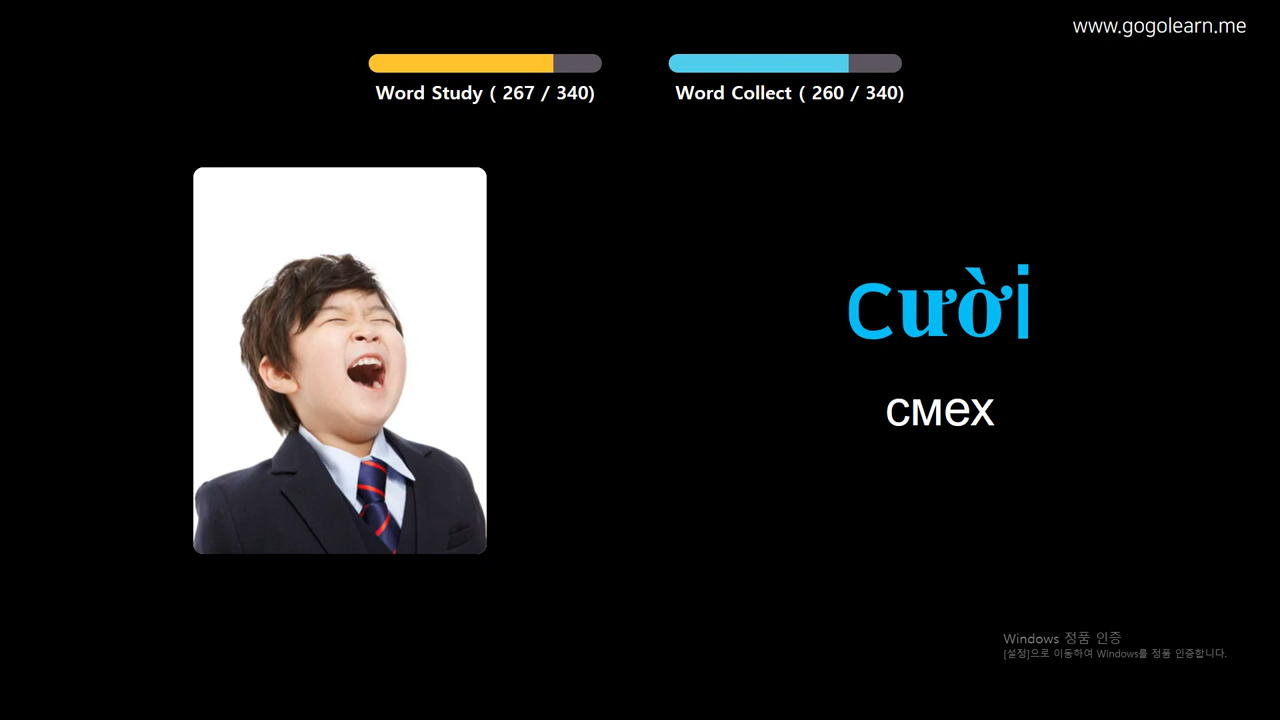 www.gogolearn.me
Word Study ( 267 / 340)
Word Collect ( 260 / 340)
cười
смех
Windows 정품 인증
[설정]으로 이동하여 Windows를 정품 인증합니다.